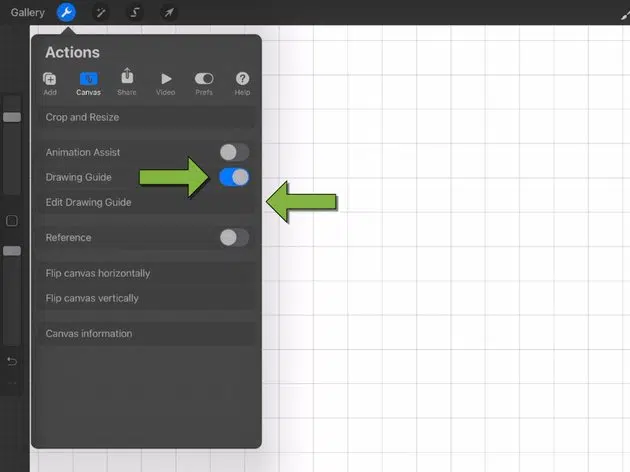 Gallery
Actions
Add Canvas Share Video Prefs Help
Crop and Resize
Animation Assist
Drawing Guide
Edit Drawing Guide
Reference
Flip canvas horizontally
Flip canvas vertically
Canvas information